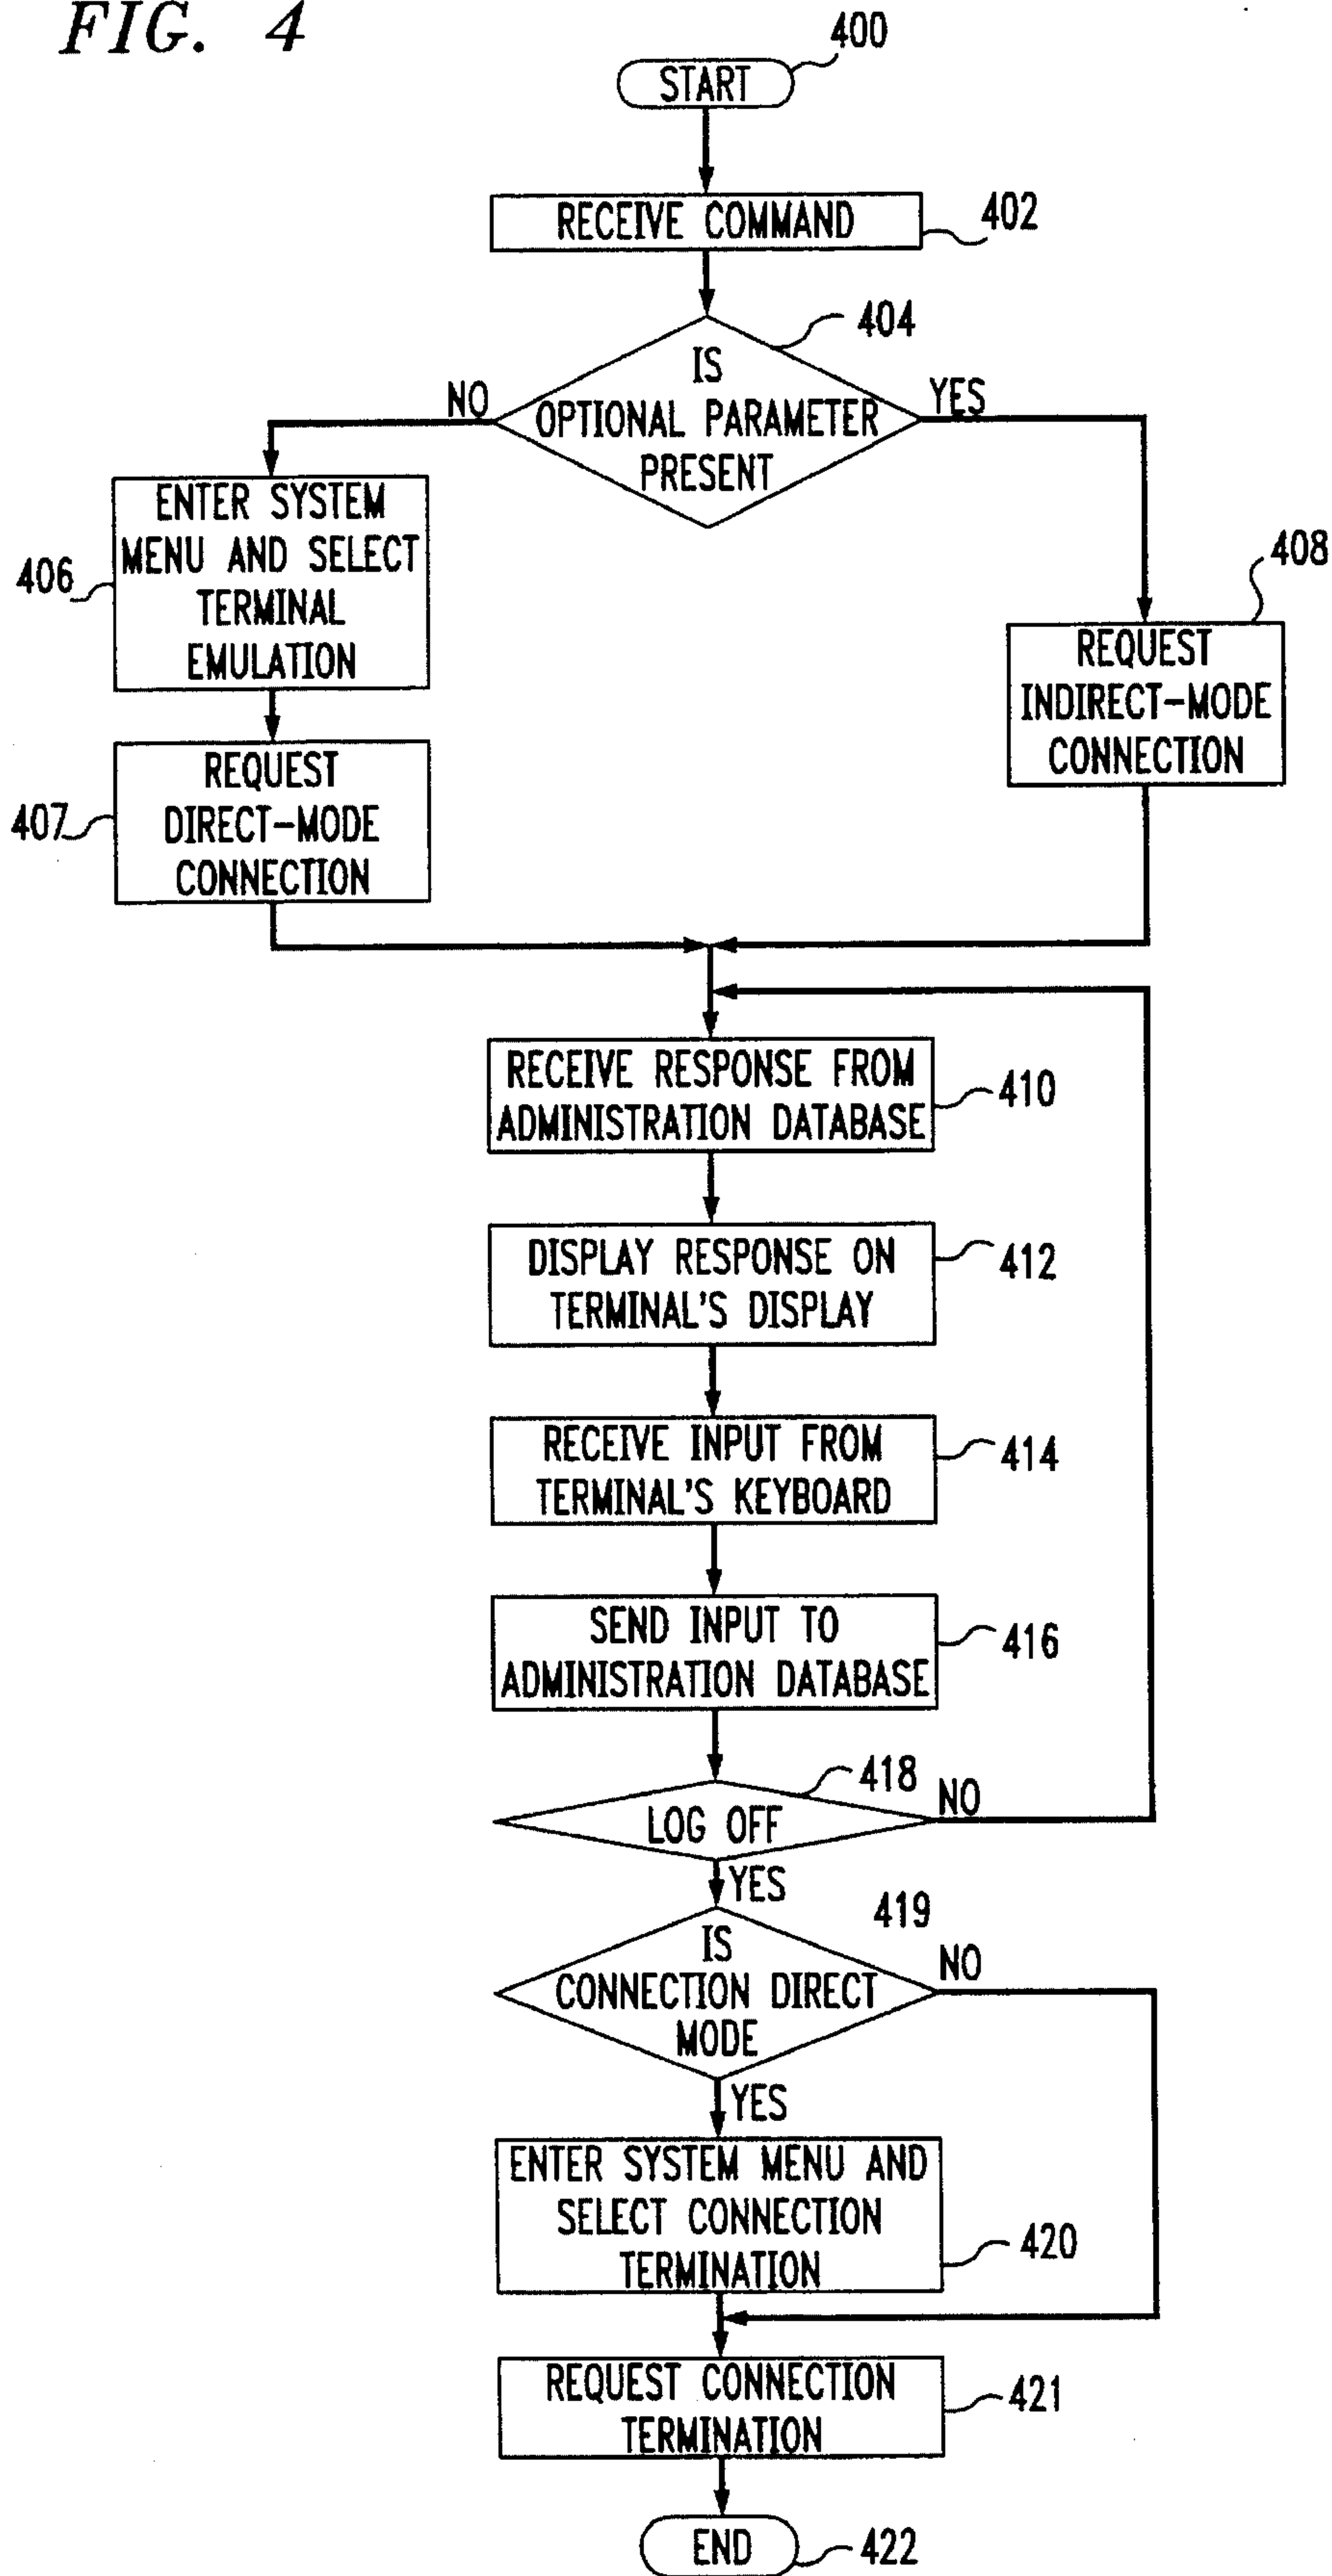 FIG. 4
400
START
RECEIVE COMMAND
402
404
IS
OPTIONAL PARAMETER
PRESENT
NO
YES
ENTER SYSTEM
MENU AND SELECT
TERMINAL
EMULATION
406
408
REQUEST
INDIRECT-MODE
CONNECTION
REQUEST
DIRECT-MODE
CONNECTION
407
RECEIVE RESPONSE FROM
ADMINISTRATION DATABASE
410
DISPLAY RESPONSE ON
TERMINAL'S DISPLAY
412
RECEIVE INPUT FROM
TERMINAL'S KEYBOARD
414
SEND INPUT TO
ADMINISTRATION DATABASE
416
418
LOG OFF
NO
YES
419
IS
CONNECTION DIRECT
MODE
NO
YES
ENTER SYSTEM MENU AND
SELECT CONNECTION
TERMINATION
420
REQUEST CONNECTION
TERMINATION
421
END
422